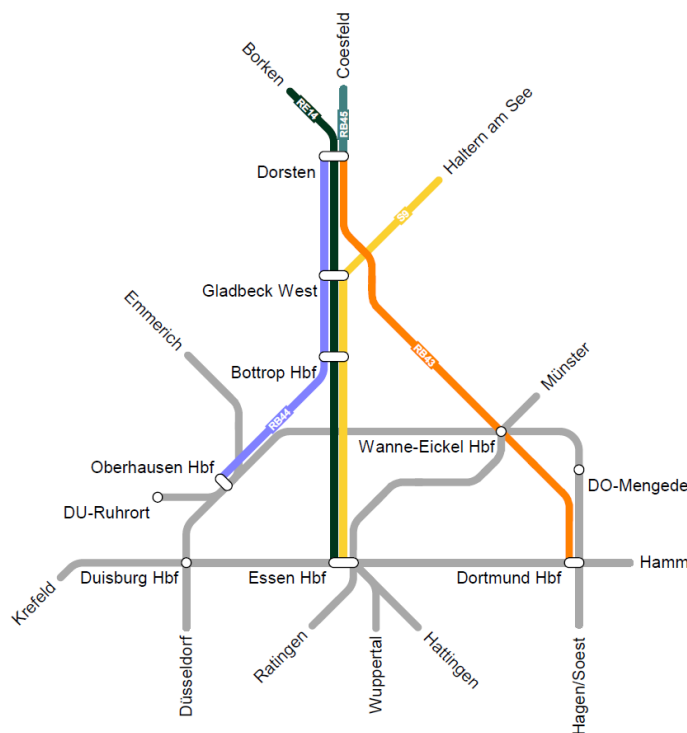 Coesfeld
Borken
RE14
RB45
Haltern am See
Dorsten
S9
Gladbeck West
Emmerich
RB43
Münster
Bottrop Hbf
RB44
Wanne-Eickel Hbf
Oberhausen Hbf
DO-Mengede
DU-Ruhrort
Hamm
Duisburg Hbf
Essen Hbf
Dortmund Hbf
Krefeld
Düsseldorf
Ratingen
Wuppertal
Hattingen
Hagen/Soest